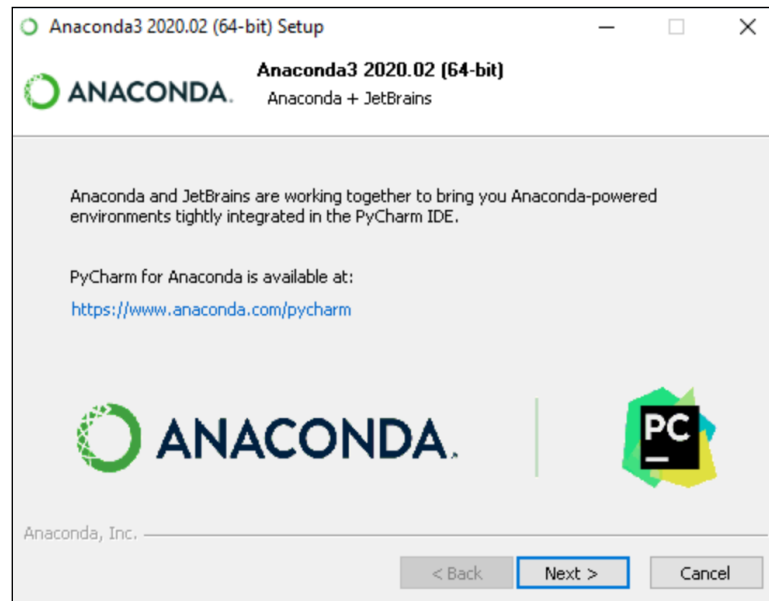 Anaconda3 2020.02 (64-bit) Setup
Anaconda3 2020.02 (64-bit)
ANACONDA.
Anaconda + JetBrains
Anaconda and JetBrains are working together to bring you Anaconda-powered
environments tightly integrated in the PyCharm IDE.
PyCharm for Anaconda is available at:
https://www.anaconda.com/pycharm
ANACONDA.
PC
Anaconda, Inc.
< Back
Next >
Cancel